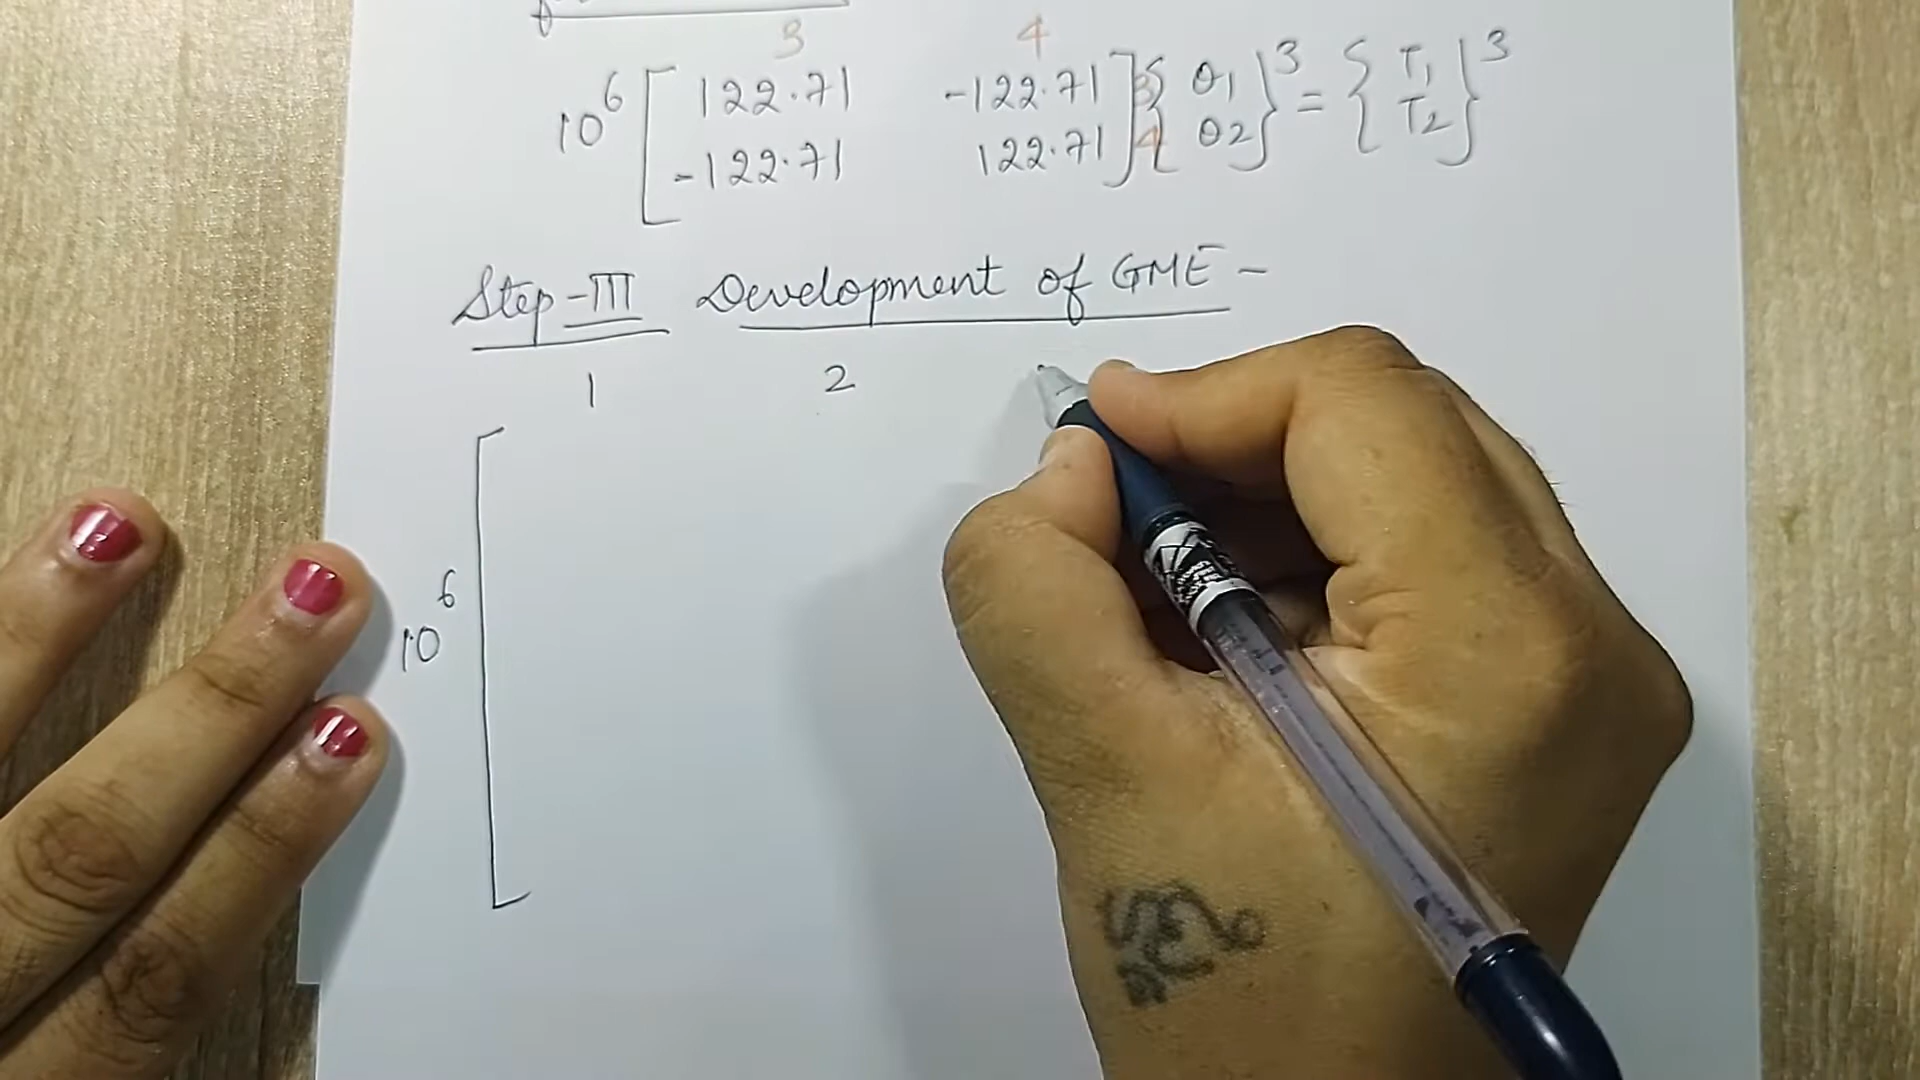 3 4
10^6 [ 122.71 -122.71 ] 3 { θ1 }^3 = { T1 }^3
[ -122.71 122.71 ] 4 { θ2 } { T2 }
Step-III Development of GME -
1 2
10^6 [